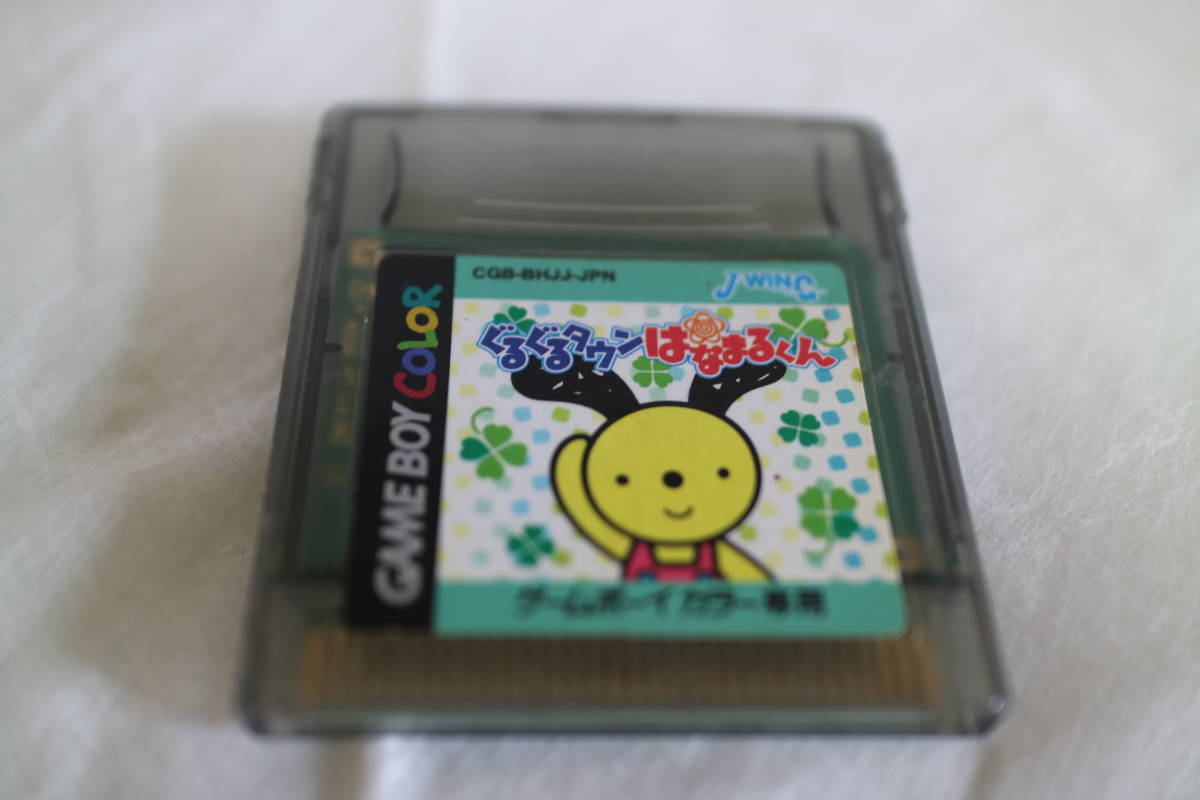 CGB-BHJJ-JPN
J-WING
ぐるぐるタウンはなまるくん
GAME BOY COLOR
ゲームボーイカラー専用